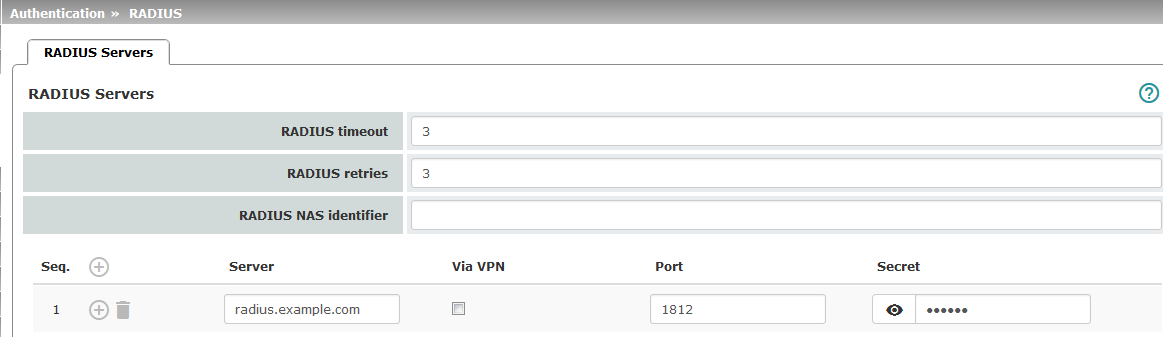 Authentication » RADIUS
RADIUS Servers
RADIUS Servers
RADIUS timeout 3
RADIUS retries 3
RADIUS NAS identifier
Seq. Server Via VPN Port Secret
1 radius.example.com 1812 ••••••